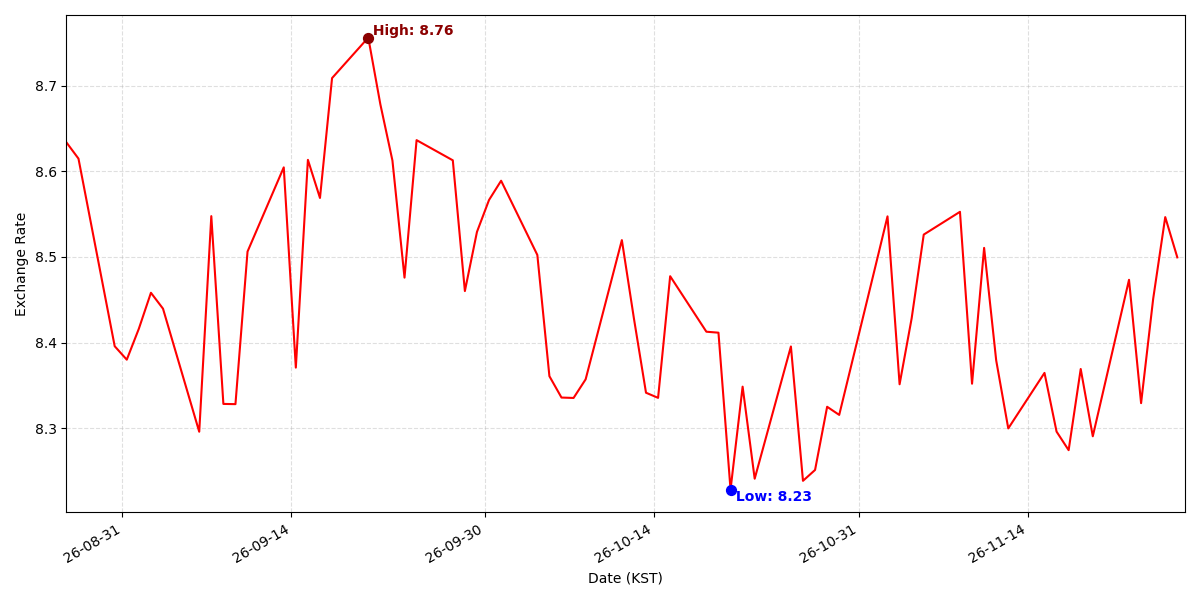 High: 8.76
8.7
8.6
8.5
8.4
8.3
Exchange Rate
Low: 8.23
26-08-31
26-09-14
26-09-30
26-10-14
26-10-31
26-11-14
Date (KST)